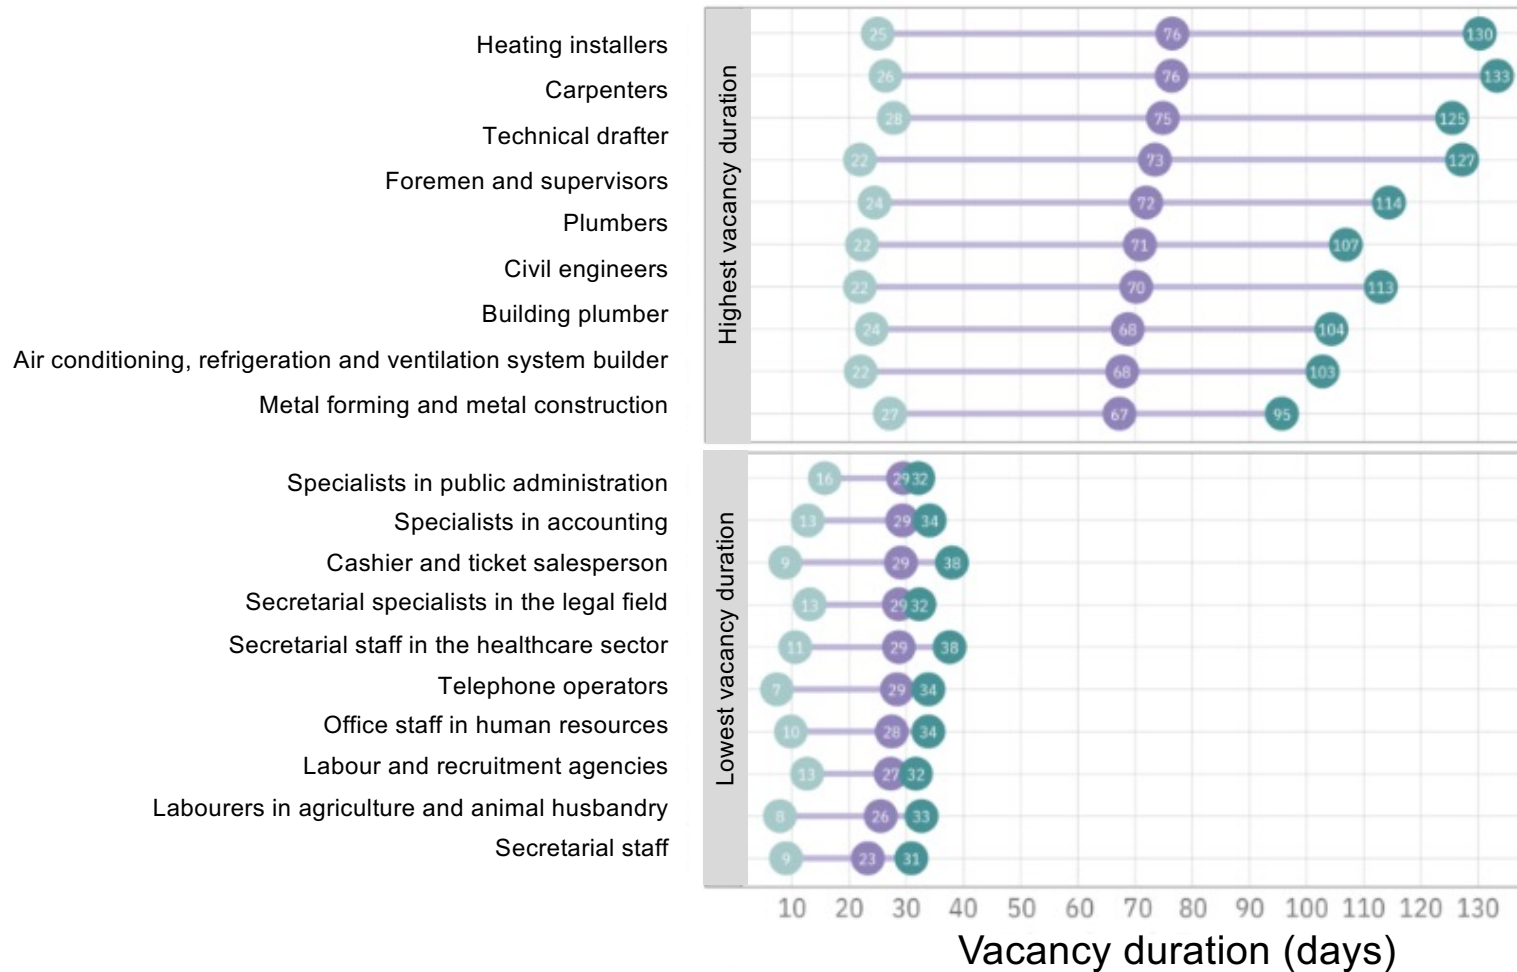 Highest vacancy duration
Heating installers 25 76 130
Carpenters 26 76 133
Technical drafter 28 75 125
Foremen and supervisors 22 73 127
Plumbers 24 72 114
Civil engineers 22 71 107
Building plumber 22 70 113
Air conditioning, refrigeration and ventilation system builder 24 68 104
Metal forming and metal construction 22 68 103
27 67 95
Lowest vacancy duration
Specialists in public administration 16 29 32
Specialists in accounting 13 29 34
Cashier and ticket salesperson 9 29 38
Secretarial specialists in the legal field 13 29 32
Secretarial staff in the healthcare sector 11 29 38
Telephone operators 7 29 34
Office staff in human resources 10 28 34
Labour and recruitment agencies 13 27 32
Labourers in agriculture and animal husbandry 8 26 33
Secretarial staff 9 23 31
10 20 30 40 50 60 70 80 90 100 110 120 130
Vacancy duration (days)